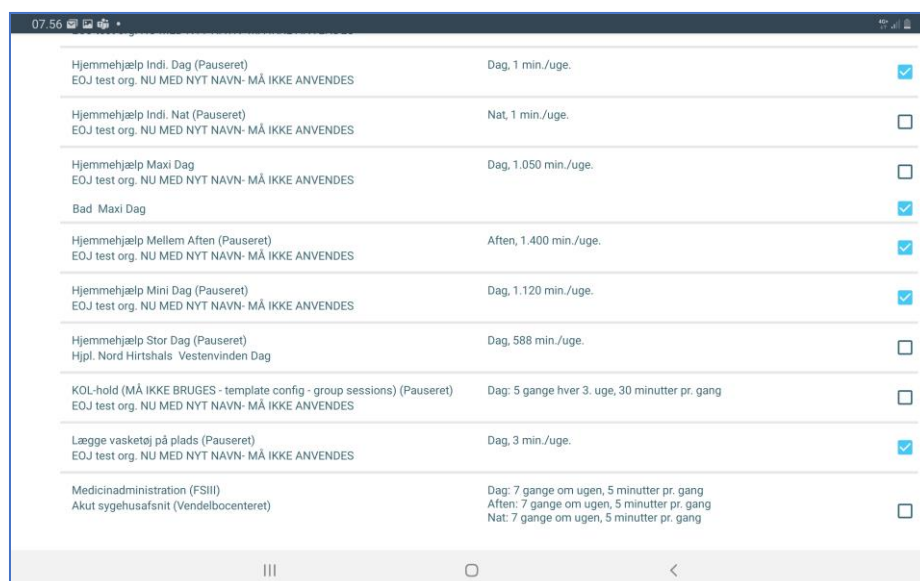 07.56
4G+
Hjemmehjælp Indi. Dag (Pauseret) Dag, 1 min./uge.
EOJ test org. NU MED NYT NAVN- MÅ IKKE ANVENDES
Hjemmehjælp Indi. Nat (Pauseret) Nat, 1 min./uge.
EOJ test org. NU MED NYT NAVN- MÅ IKKE ANVENDES
Hjemmehjælp Maxi Dag Dag, 1.050 min./uge.
EOJ test org. NU MED NYT NAVN- MÅ IKKE ANVENDES
Bad Maxi Dag
Hjemmehjælp Mellem Aften (Pauseret) Aften, 1.400 min./uge.
EOJ test org. NU MED NYT NAVN- MÅ IKKE ANVENDES
Hjemmehjælp Mini Dag (Pauseret) Dag, 1.120 min./uge.
EOJ test org. NU MED NYT NAVN- MÅ IKKE ANVENDES
Hjemmehjælp Stor Dag (Pauseret) Dag, 588 min./uge.
Hjpl. Nord Hirtshals Vestenvinden Dag
KOL-hold (MÅ IKKE BRUGES - template config - group sessions) (Pauseret) Dag: 5 gange hver 3. uge, 30 minutter pr. gang
EOJ test org. NU MED NYT NAVN- MÅ IKKE ANVENDES
Lægge vasketøj på plads (Pauseret) Dag, 3 min./uge.
EOJ test org. NU MED NYT NAVN- MÅ IKKE ANVENDES
Medicinadministration (FSIII) Dag: 7 gange om ugen, 5 minutter pr. gang
Akut sygehusafsnit (Vendelbocenteret) Aften: 7 gange om ugen, 5 minutter pr. gang
Nat: 7 gange om ugen, 5 minutter pr. gang